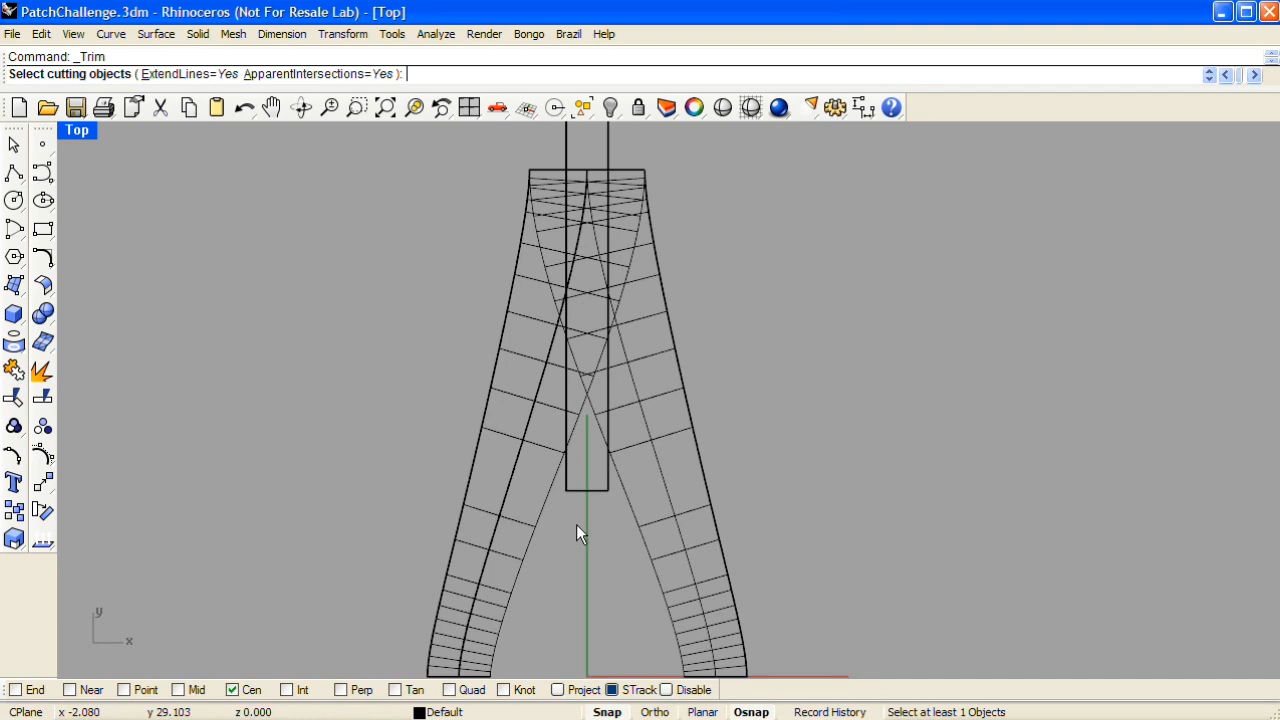 PatchChallenge.3dm - Rhinoceros (Not For Resale Lab) - [Top]
File Edit View Curve Surface Solid Mesh Dimension Transform Tools Analyze Render Bongo Brazil Help
Command: _Trim
Select cutting objects ( ExtendLines=Yes ApparentIntersections=Yes ):
Top
y
x
End Near Point Mid Cen Int Perp Tan Quad Knot Project STrack Disable
CPlane x -2.080 y 29.103 z 0.000 Default Snap Ortho Planar Osnap Record History Select at least 1 Objects